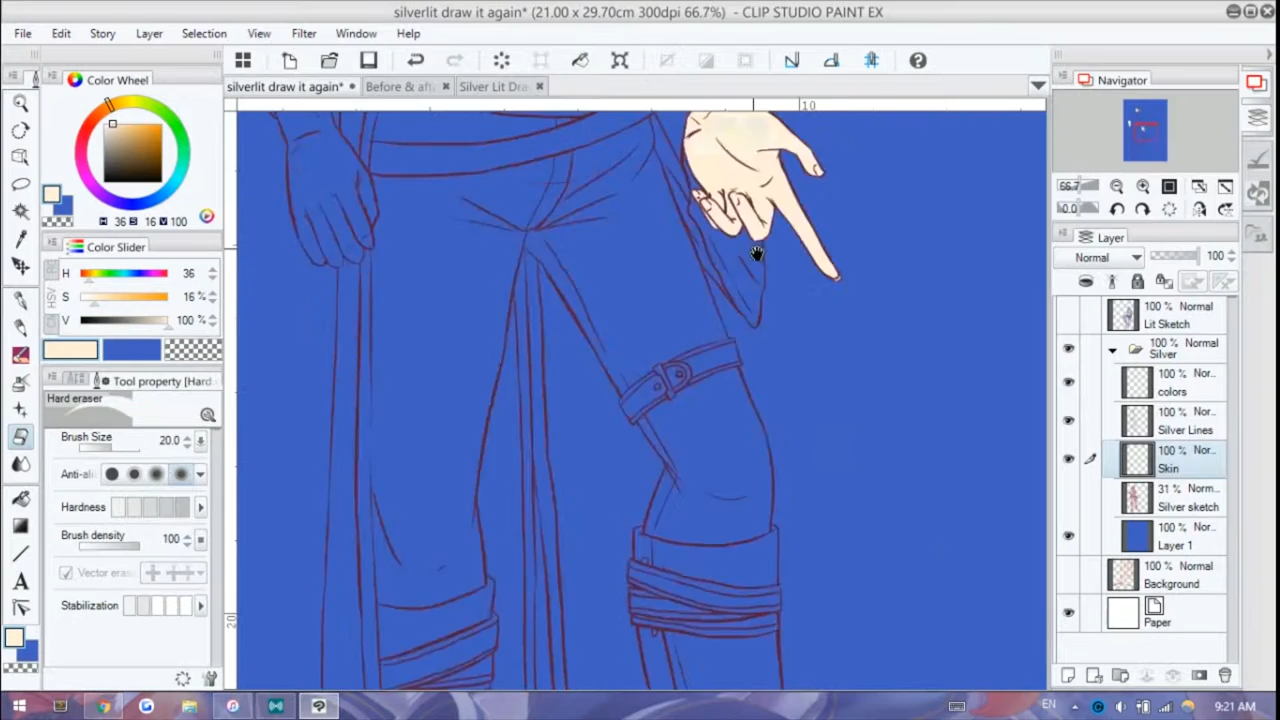 silverlit draw it again* (21.00 x 29.70cm 300dpi 66.7%) - CLIP STUDIO PAINT EX
File Edit Story Layer Selection View Filter Window Help
silverlit draw it again* Before & aft Silver Lit Dra
Color Wheel
H 36 S 16 V 100
Color Slider
HSV
H 36
S 16 %
V 100 %
Tool property [Hard
Hard eraser
Brush Size 20.0
Anti-ali
Hardness
Brush density 100
Vector eras
Stabilization
10
20
Navigator
66.7
0.0
Layer
Normal 100
100 % Normal
Lit Sketch
100 % Normal
Silver
100 % Nor...
colors
100 % Nor...
Silver Lines
100 % Nor...
Skin
31 % Norm...
Silver sketch
100 % Nor...
Layer 1
100 % Normal
Background
Paper
EN 9:21 AM